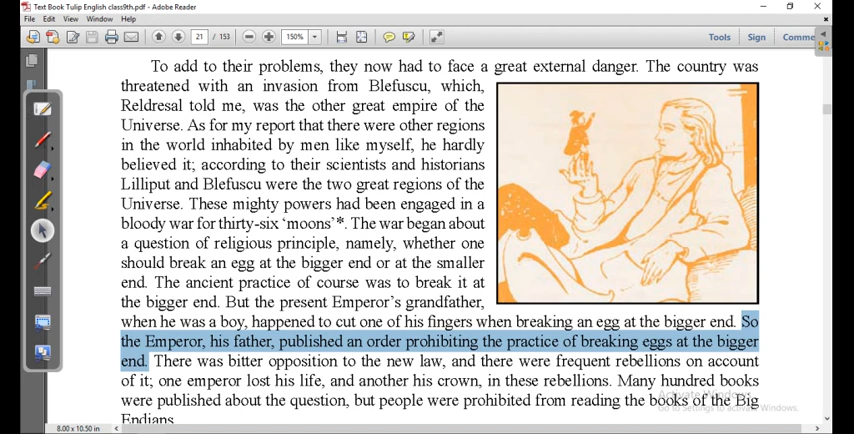 Text Book Tulip English class9th.pdf - Adobe Reader
File Edit View Window Help
21 / 153 150% Tools Sign Comme
To add to their problems, they now had to face a great external danger. The country was
threatened with an invasion from Blefuscu, which,
Reldresal told me, was the other great empire of the
Universe. As for my report that there were other regions
in the world inhabited by men like myself, he hardly
believed it; according to their scientists and historians
Lilliput and Blefuscu were the two great regions of the
Universe. These mighty powers had been engaged in a
bloody war for thirty-six ‘moons’*. The war began about
a question of religious principle, namely, whether one
should break an egg at the bigger end or at the smaller
end. The ancient practice of course was to break it at
the bigger end. But the present Emperor’s grandfather,
when he was a boy, happened to cut one of his fingers when breaking an egg at the bigger end. So
the Emperor, his father, published an order prohibiting the practice of breaking eggs at the bigger
end. There was bitter opposition to the new law, and there were frequent rebellions on account
of it; one emperor lost his life, and another his crown, in these rebellions. Many hundred books
were published about the question, but people were prohibited from reading the books of the Big
Endians
Activate Windows
Go to Settings to activate Windows.
8.00 x 10.50 in